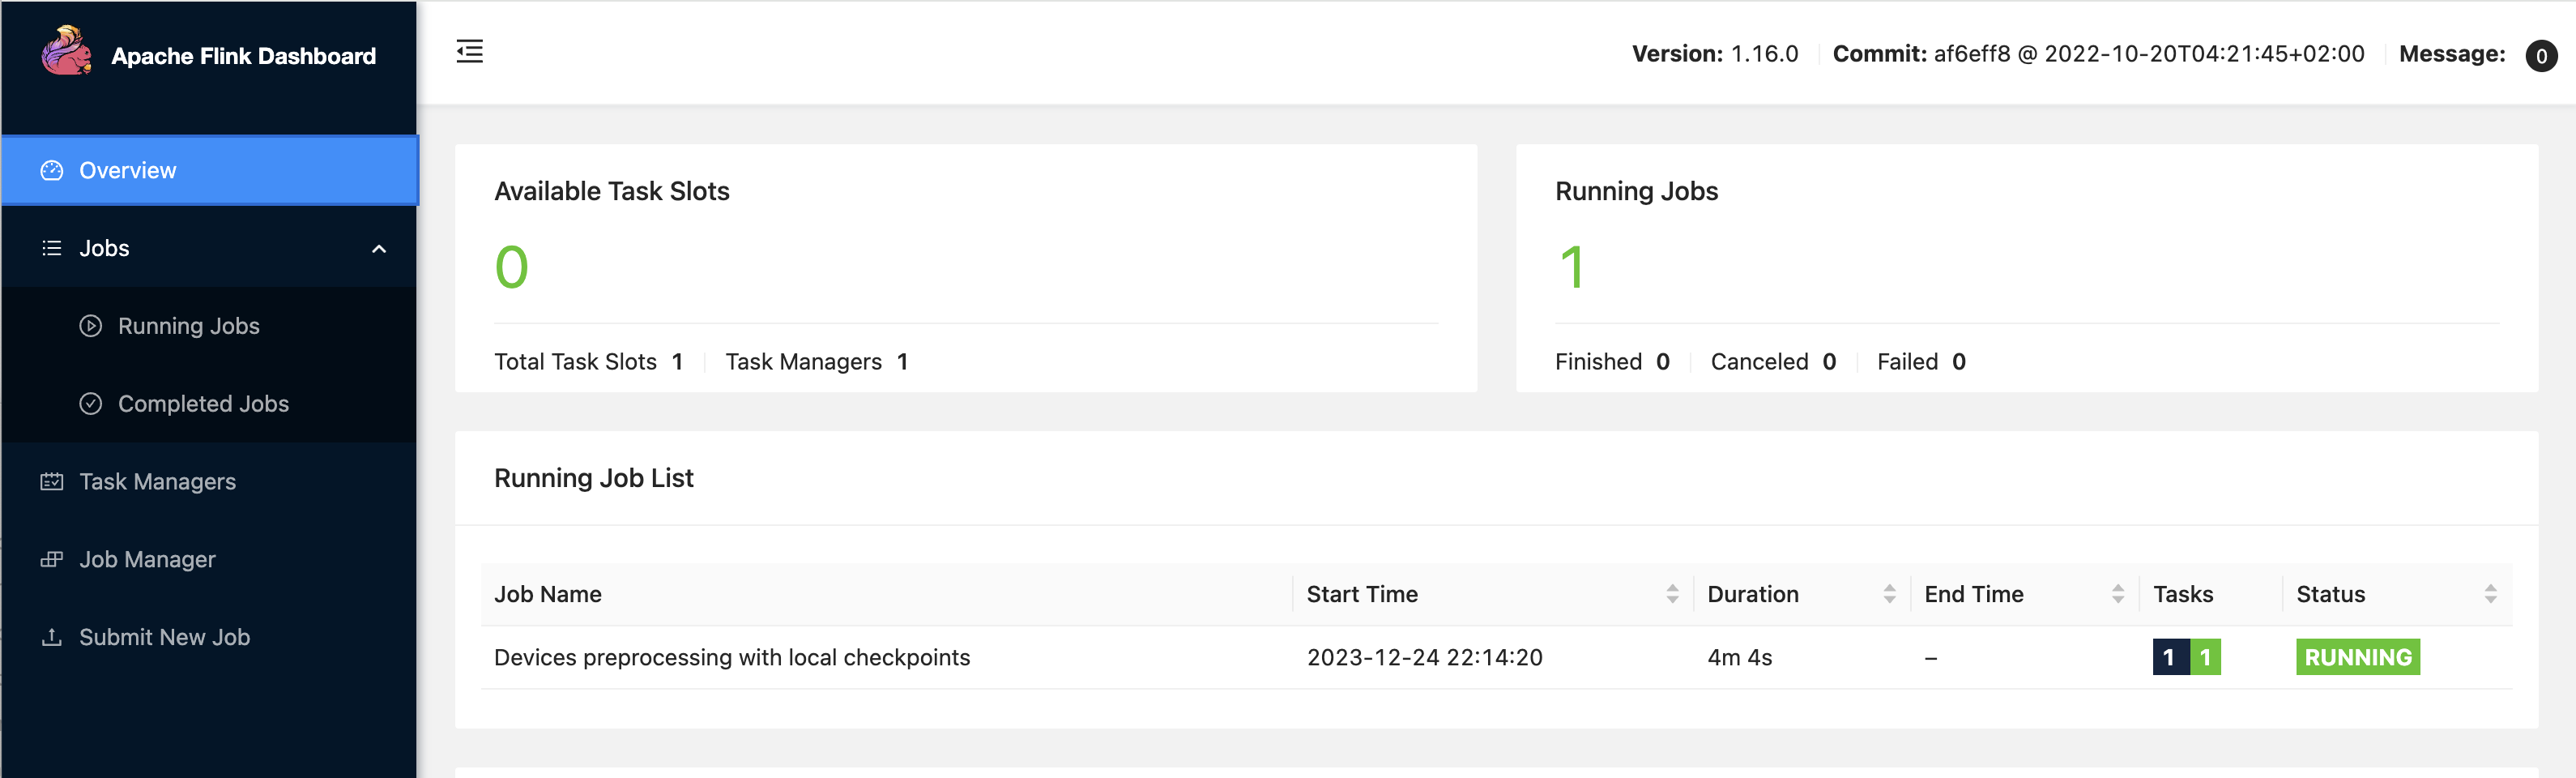 Apache Flink Dashboard
Version: 1.16.0 Commit: af6eff8 @ 2022-10-20T04:21:45+02:00 Message: 0
Overview
Jobs
Running Jobs
Completed Jobs
Task Managers
Job Manager
Submit New Job
Available Task Slots
0
Total Task Slots 1 Task Managers 1
Running Jobs
1
Finished 0 Canceled 0 Failed 0
Running Job List
Job Name Start Time Duration End Time Tasks Status
Devices preprocessing with local checkpoints 2023-12-24 22:14:20 4m 4s – 1 1 RUNNING